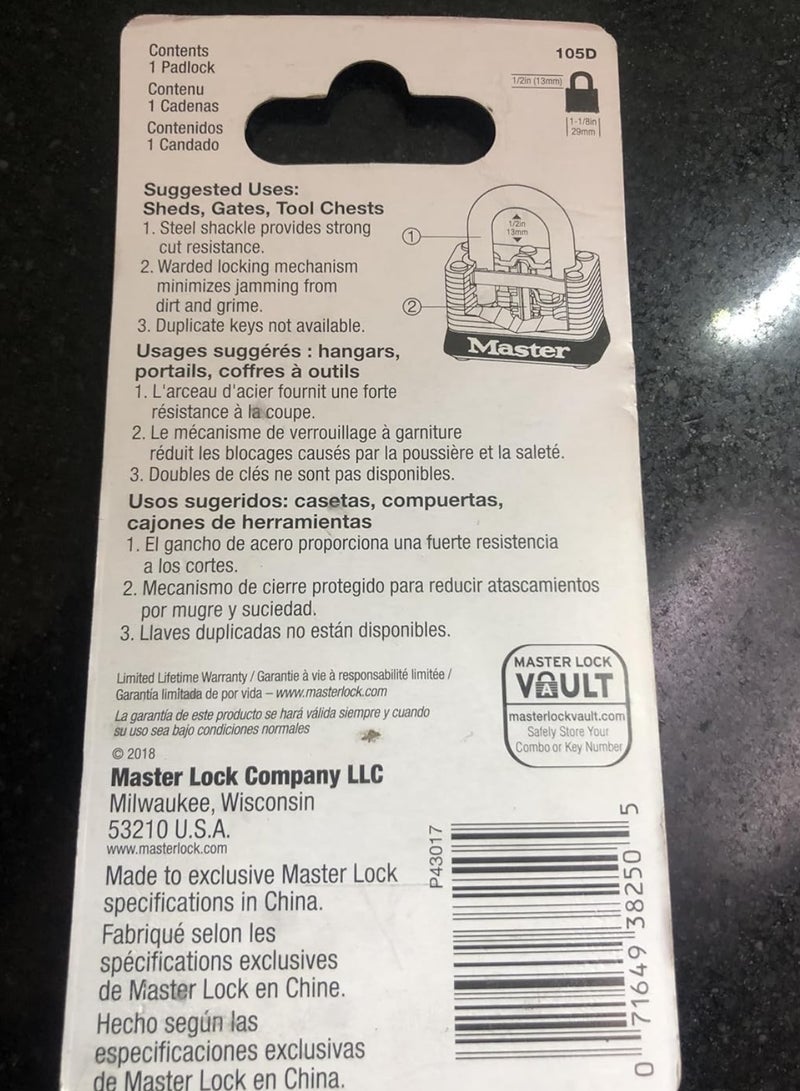 Contents
1 Padlock
Contenu
1 Cadenas
Contenidos
1 Candado
105D
1/2in (13mm)
1-1/8in
29mm
Suggested Uses:
Sheds, Gates, Tool Chests
1. Steel shackle provides strong
cut resistance.
2. Warded locking mechanism
minimizes jamming from
dirt and grime.
3. Duplicate keys not available.
1
1/2in
13mm
2
Master
Usages suggérés : hangars,
portails, coffres à outils
1. L'arceau d'acier fournit une forte
résistance à la coupe.
2. Le mécanisme de verrouillage à garniture
réduit les blocages causés par la poussière et la saleté.
3. Doubles de clés ne sont pas disponibles.
Usos sugeridos: casetas, compuertas,
cajones de herramientas
1. El gancho de acero proporciona una fuerte resistencia
a los cortes.
2. Mecanismo de cierre protegido para reducir atascamientos
por mugre y suciedad.
3. Llaves duplicadas no están disponibles.
Limited Lifetime Warranty / Garantie à vie à responsabilité limitée /
Garantía limitada de por vida – www.masterlock.com
La garantía de este producto se hará válida siempre y cuando
su uso sea bajo condiciones normales
MASTER LOCK
VAULT
masterlockvault.com
Safely Store Your
Combo or Key Number
© 2018
Master Lock Company LLC
Milwaukee, Wisconsin
53210 U.S.A.
www.masterlock.com
Made to exclusive Master Lock
specifications in China.
Fabriqué selon les
spécifications exclusives
de Master Lock en Chine.
Hecho según las
especificaciones exclusivas
de Master Lock en China.
P43017
0 71649 38250 5